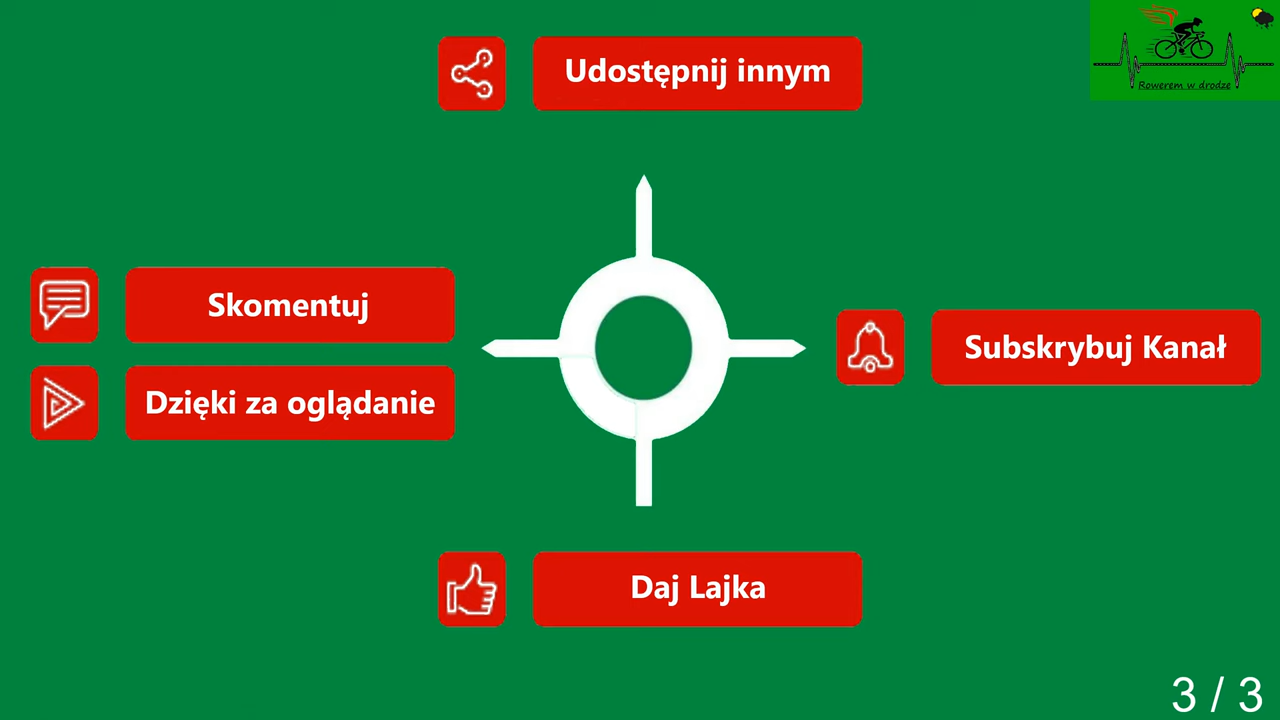 Udostępnij innym
Rowerem w drodze
Skomentuj
Subskrybuj Kanał
Dzięki za oglądanie
Daj Lajka
3 / 3